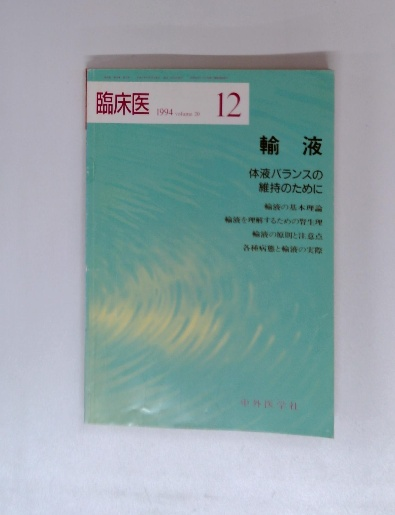 臨床医 1994 volume 20 12
輸液
体液バランスの
維持のために
輸液の基本理論
輸液を理解するための腎生理
輸液の原則と注意点
各種病態と輸液の実際
中外医学社